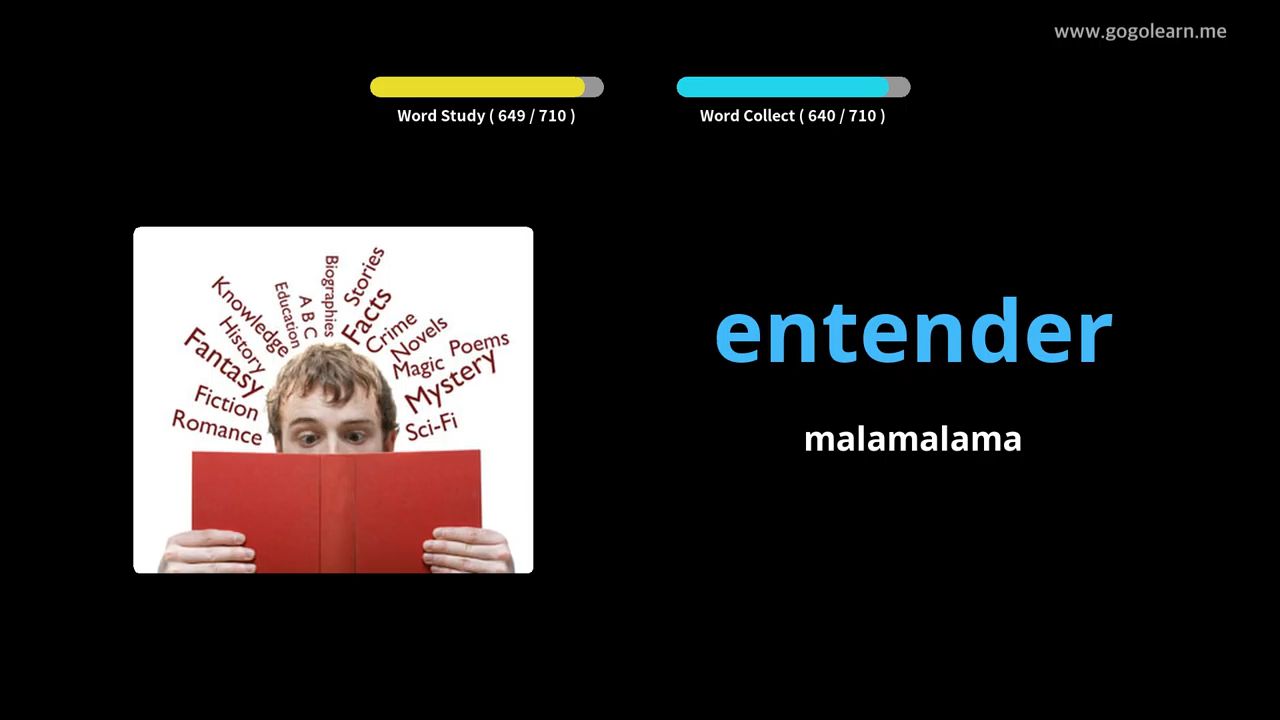 www.gogolearn.me
Word Study ( 649 / 710 )
Word Collect ( 640 / 710 )
Stories
Biographies
Education
A B C
Facts
Knowledge
History
Crime
Novels
Poems
Fantasy
Magic
Mystery
Fiction
Romance
Sci-Fi
entender
malamalama